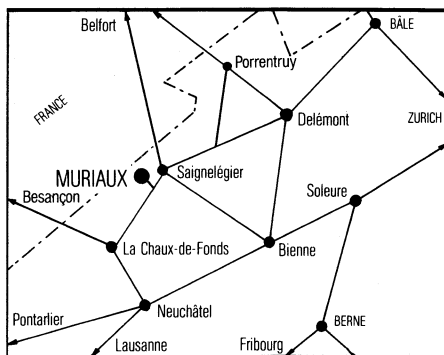 Belfort
BÂLE
Porrentruy
FRANCE
Delémont
ZURICH
MURIAUX
Saignelégier
Besançon
Soleure
La Chaux-de-Fonds
Bienne
Neuchâtel
Pontarlier
BERNE
Lausanne
Fribourg